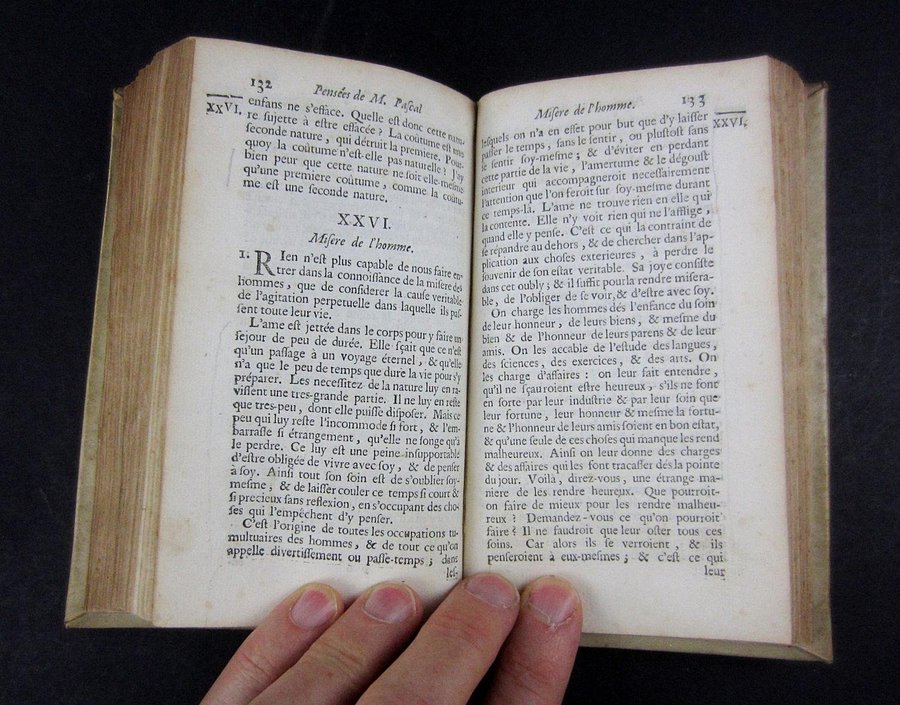 132
Pensées de M. Pascal
XXVI.
enfans ne s'efface. Quelle est donc cette natu-
re sujette à estre effacée? La coûtume est une
seconde nature, qui détruit la premiere. Pour-
quoy la coûtume n'est-elle pas naturelle? J'ay
bien peur que cette nature ne soit elle-mesme
qu'une premiere coûtume, comme la coûtu-
me est une seconde nature.
XXVI.
Misere de l'homme.
1. RIen n'est plus capable de nous faire en-
trer dans la connoissance de la misere des
hommes, que de considerer la cause veritable
de l'agitation perpetuelle dans laquelle ils pas-
sent toute leur vie.
L'ame est jettée dans le corps pour y faire un
sejour de peu de durée. Elle sçait que ce n'est
qu'un passage à un voyage éternel, & qu'elle
n'a que le peu de temps que dure la vie pour s'y
préparer. Les necessitez de la nature luy en ra-
vissent une tres-grande partie. Il ne luy en reste
que tres-peu, dont elle puisse disposer. Mais ce
peu qui luy reste l'incommode si fort, & l'em-
barrasse si étrangement, qu'elle ne songe qu'à
le perdre. Ce luy est une peine insupportable
d'estre obligée de vivre avec soy, & de penser
à soy. Ainsi tout son soin est de s'oublier soy-
mesme, & de laisser couler ce temps si court &
si precieux sans reflexion, en s'occupant des cho-
ses qui l'empéchent d'y penser.
C'est l'origine de toutes les occupations tu-
multuaires des hommes, & de tout ce qu'on
appelle divertissement ou passe-temps; dans
les-
Misere de l'homme.
133
XXVI.
lesquels on n'a en effet pour but que d'y laisser
passer le temps, sans le sentir, ou plustost sans
se sentir soy-mesme; & d'éviter en perdant
cette partie de la vie, l'amertume & le dégoust
interieur qui accompagneroit necessairement
l'attention que l'on feroit sur soy-mesme durant
ce temps-là. L'ame ne trouve rien en elle qui
la contente. Elle n'y voit rien qui ne l'afflige,
quand elle y pense. C'est ce qui la contraint de
se répandre au dehors, & de chercher dans l'ap-
plication aux choses exterieures, à perdre le
souvenir de son estat veritable. Sa joye consiste
dans cet oubly; & il suffit pour la rendre misera-
ble, de l'obliger de se voir, & d'estre avec soy.
On charge les hommes dés l'enfance du soin
de leur honneur, de leurs biens, & mesme du
bien & de l'honneur de leurs parens & de leur
amis. On les accable de l'estude des langues,
des sciences, des exercices, & des arts. On
les charge d'affaires: on leur fait entendre,
qu'il ne sçauroient estre heureux, s'ils ne font
en sorte par leur industrie & par leur soin que
leur fortune, leur honneur & mesme la fortu-
ne & l'honneur de leurs amis soient en bon estat,
& qu'une seule de ces choses qui manque les rend
malheureux. Ainsi on leur donne des charges
& des affaires qui les font tracasser dés la pointe
du jour. Voilà, direz-vous, une étrange ma-
niere de les rendre heureux. Que pourroit-
on faire de mieux pour les rendre malheu-
reux? Demandez-vous ce qu'on pourroit
faire? Il ne faudroit que leur oster tous ces
soins. Car alors ils se verroient, & ils
penseroient à eux-mesmes; & c'est ce qui
leur